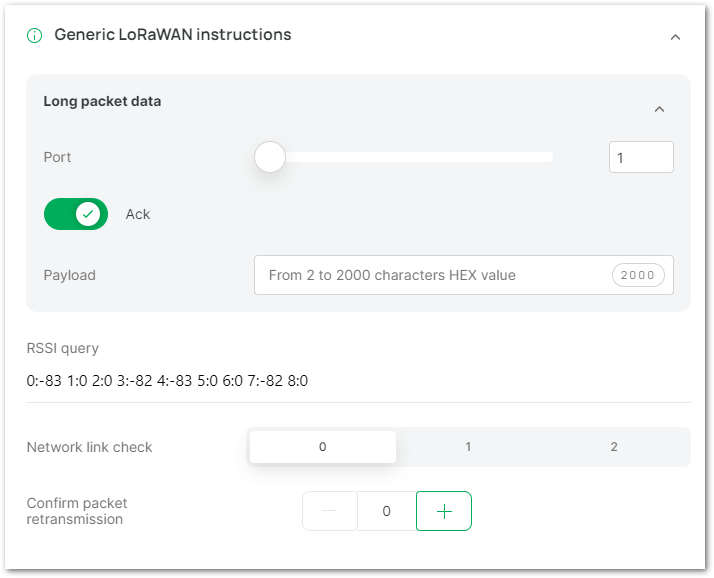 Generic LoRaWAN instructions
Long packet data
Port
1
Ack
Payload
From 2 to 2000 characters HEX value
2000
RSSI query
0:-83 1:0 2:0 3:-82 4:-83 5:0 6:0 7:-82 8:0
Network link check
0
1
2
Confirm packet
retransmission
0